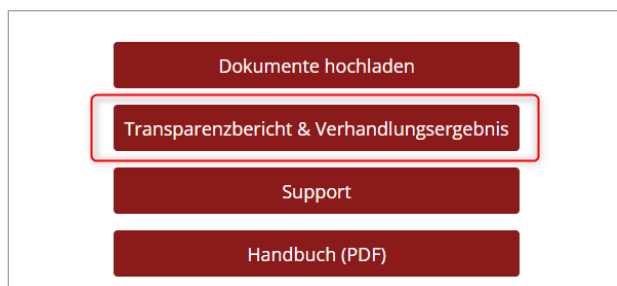 Dokumente hochladen
Transparenzbericht & Verhandlungsergebnis
Support
Handbuch (PDF)